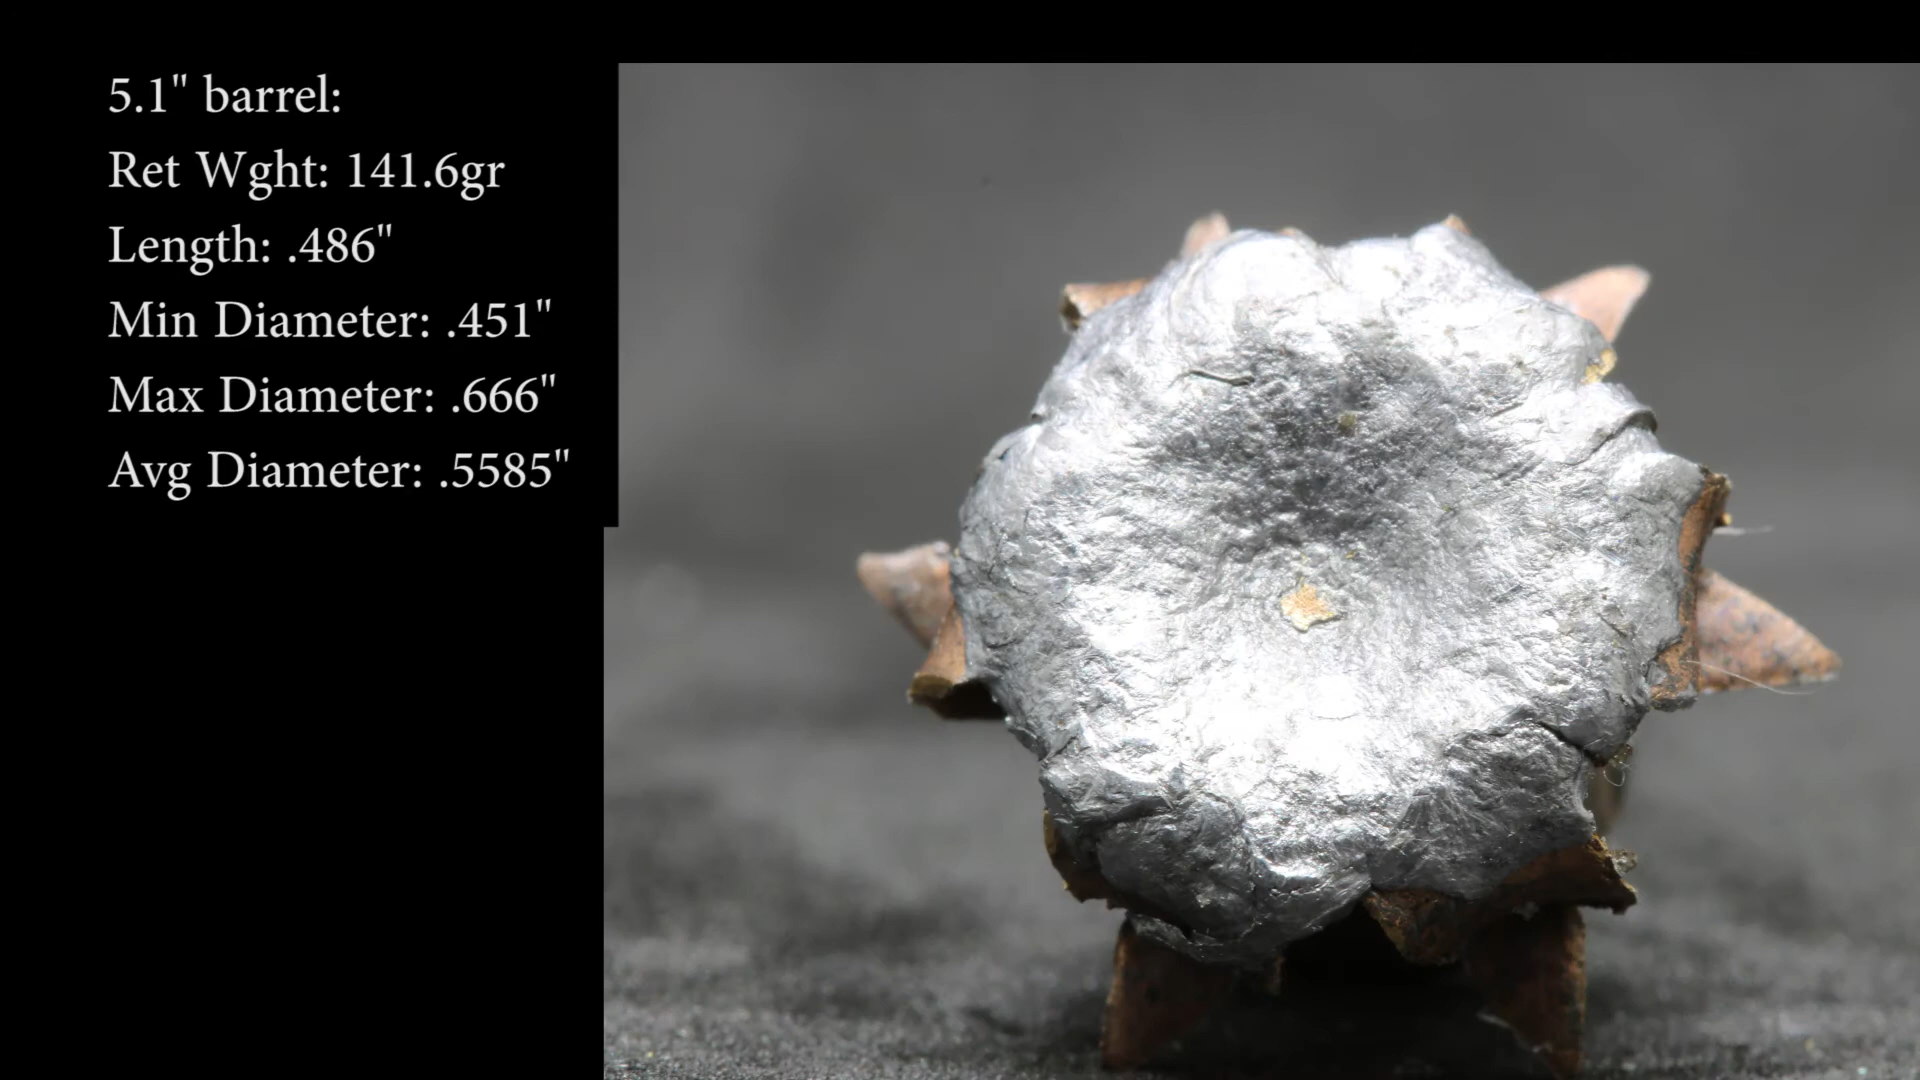 5.1" barrel:
Ret Wght: 141.6gr
Length: .486"
Min Diameter: .451"
Max Diameter: .666"
Avg Diameter: .5585"